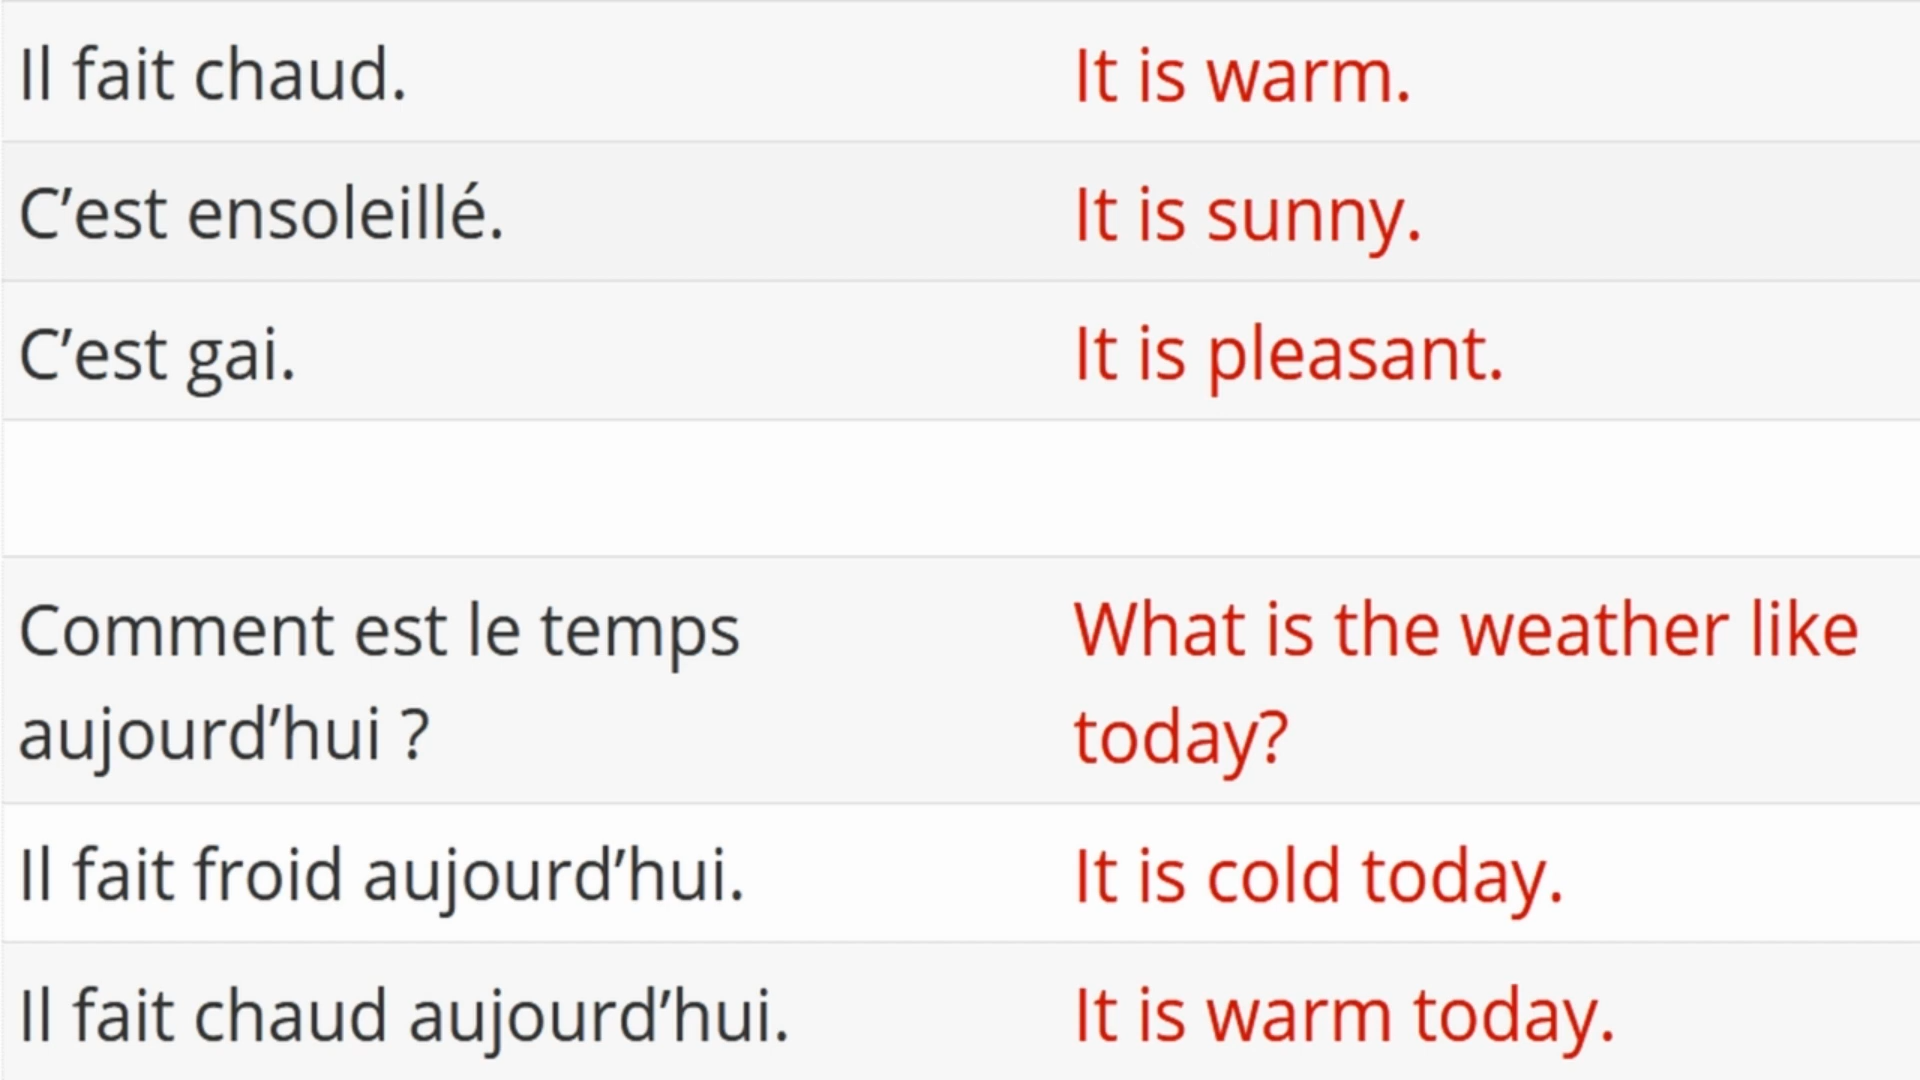 Il fait chaud. It is warm.
C’est ensoleillé. It is sunny.
C’est gai. It is pleasant.
Comment est le temps What is the weather like
aujourd’hui ? today?
Il fait froid aujourd’hui. It is cold today.
Il fait chaud aujourd’hui. It is warm today.